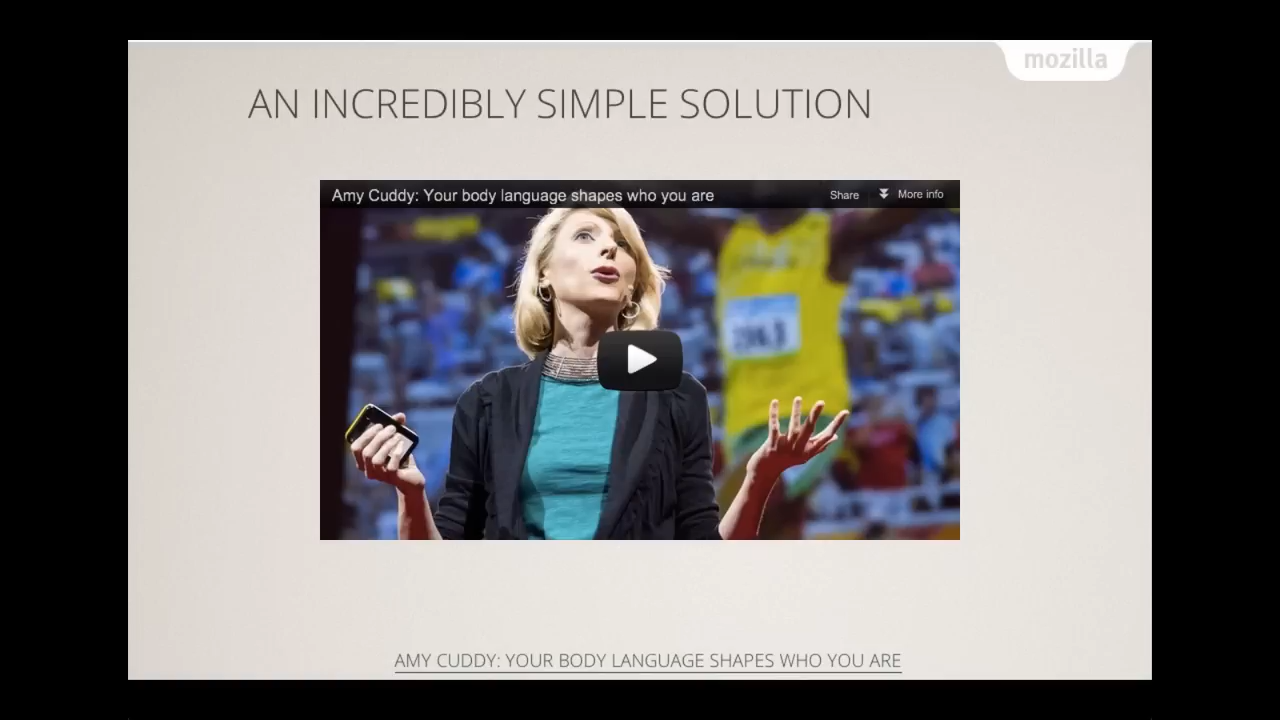 mozilla
AN INCREDIBLY SIMPLE SOLUTION
Amy Cuddy: Your body language shapes who you are
Share
More info
AMY CUDDY: YOUR BODY LANGUAGE SHAPES WHO YOU ARE